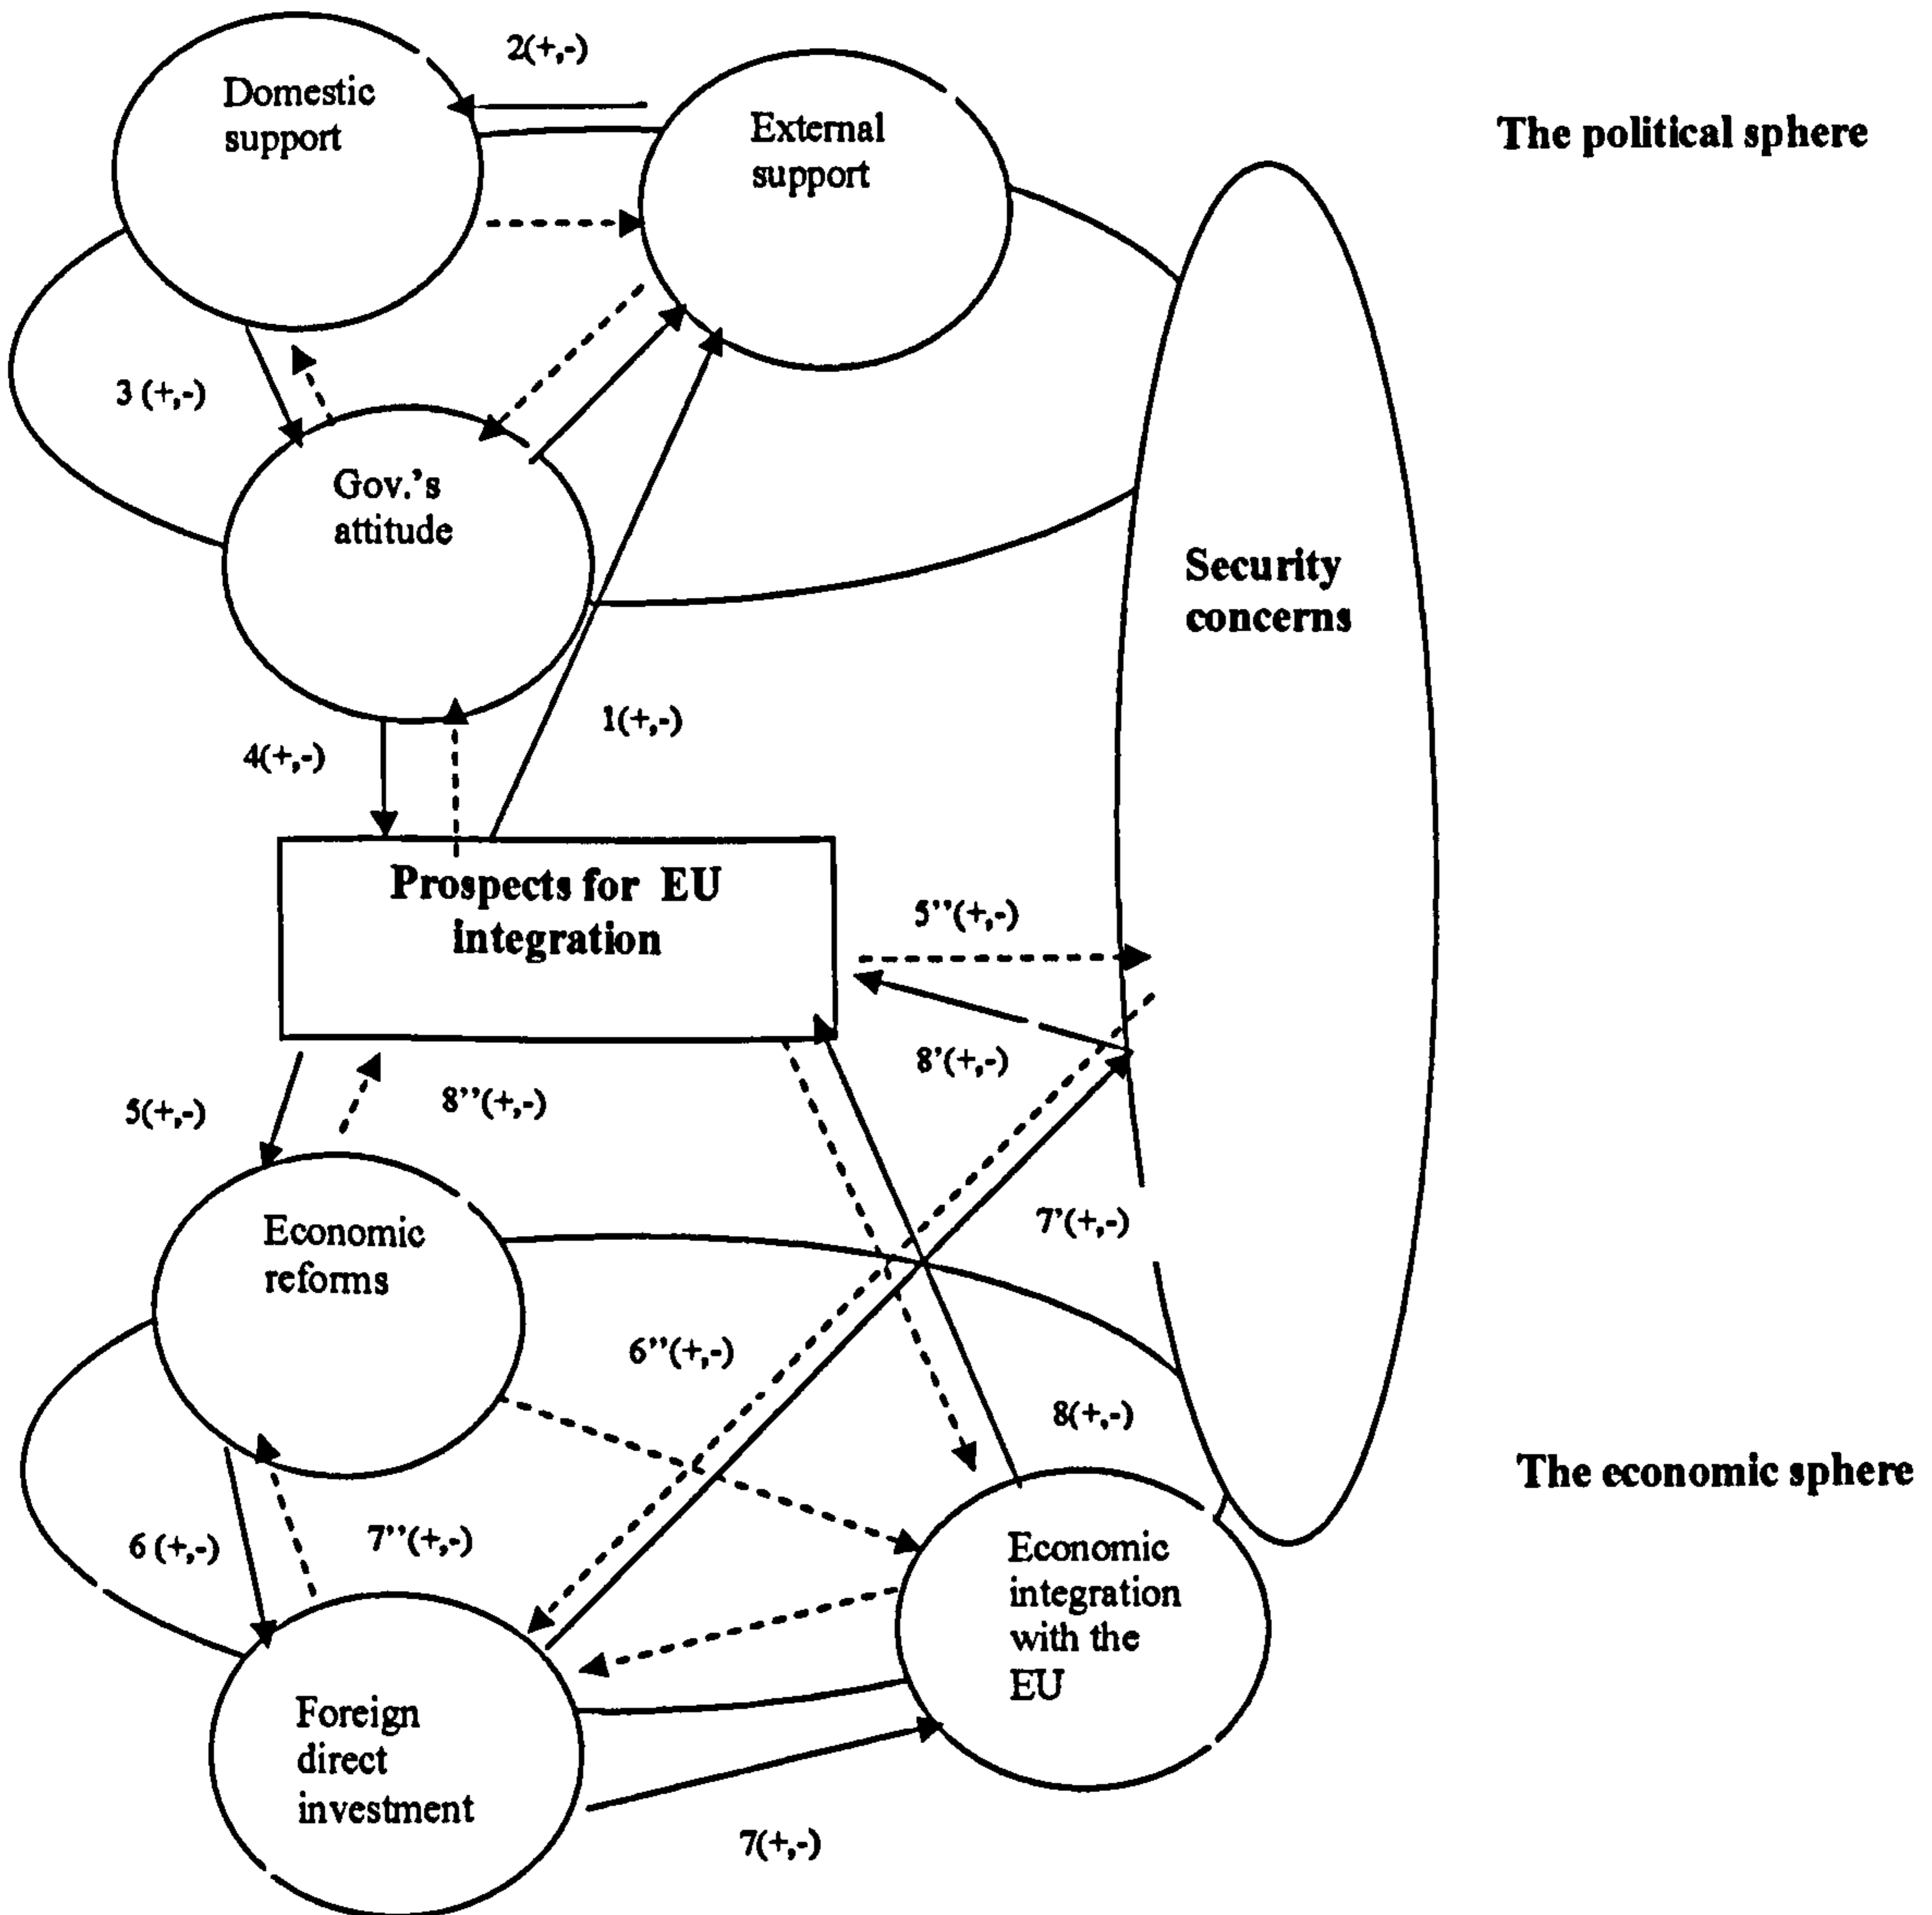 2(+,-)
Domestic
support
External
support
The political sphere
3 (+,-)
Gov.'s
attitude
Security
concerns
1(+,-)
4(+,-)
Prospects for EU
integration
5''(+,-)
8'(+,-)
5(+,-)
8''(+,-)
7'(+,-)
Economic
reforms
6''(+,-)
8(+,-)
The economic sphere
6 (+,-)
7''(+,-)
Economic
integration
with the
EU
Foreign
direct
investment
7(+,-)